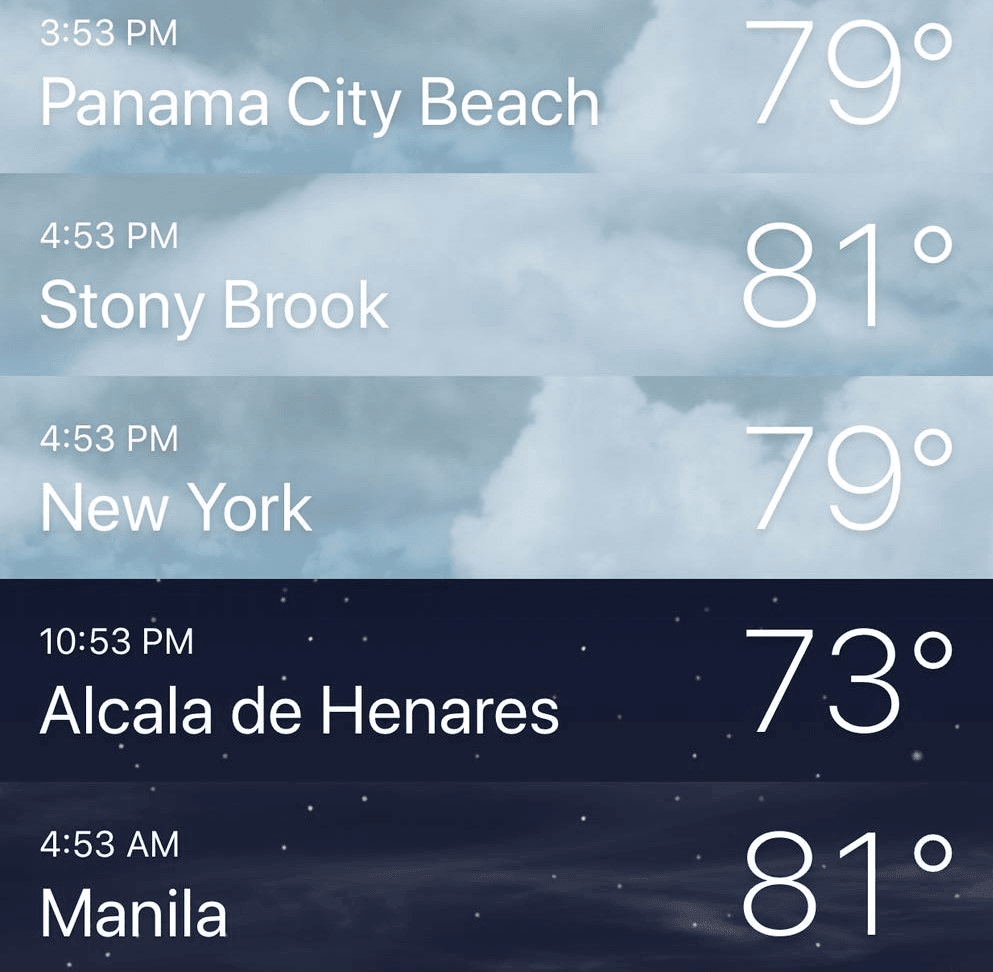 3:53 PM
Panama City Beach
79°
4:53 PM
Stony Brook
81°
4:53 PM
New York
79°
10:53 PM
Alcala de Henares
73°
4:53 AM
Manila
81°